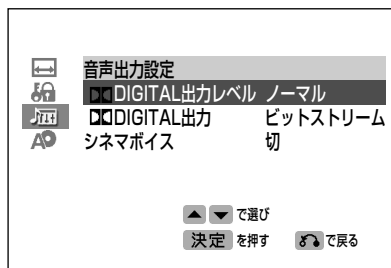 音声出力設定
DIGITAL出力レベル ノーマル
DIGITAL出力 ビットストリーム
シネマボイス 切
で選び
決定 を押す で戻る